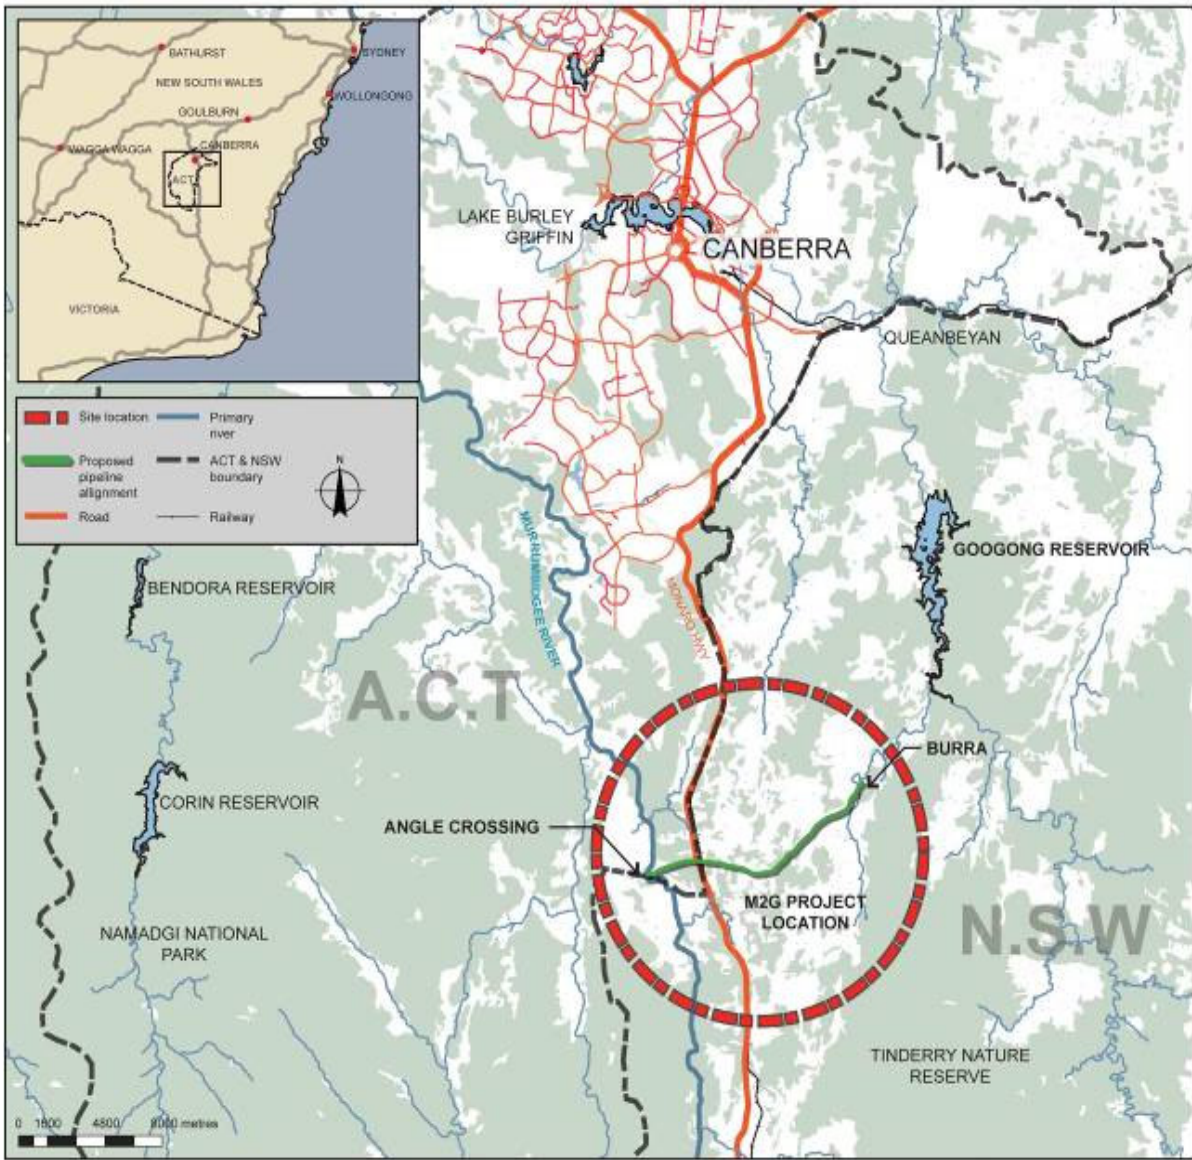 BATHURST
SYDNEY
NEW SOUTH WALES
WOLLONGONG
GOULBURN
WAGGA WAGGA
CANBERRA
ACT
VICTORIA
Site location
Primary
river
Proposed
pipeline
allignment
ACT & NSW
boundary
N
Road
Railway
LAKE BURLEY
GRIFFIN
CANBERRA
QUEANBEYAN
MURRUMBIDGEE RIVER
MONARO HWY
GOOGONG RESERVOIR
BENDORA RESERVOIR
A.C.T
BURRA
CORIN RESERVOIR
ANGLE CROSSING
M2G PROJECT
LOCATION
N.S.W
NAMADGI NATIONAL
PARK
TINDERRY NATURE
RESERVE
0 1600 4800 8000 metres